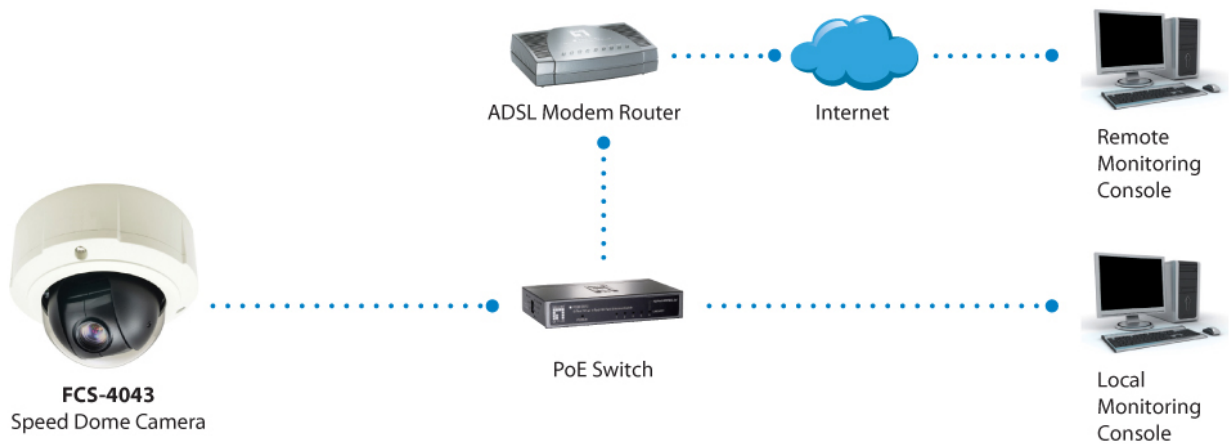 ADSL Modem Router
Internet
Remote
Monitoring
Console
FCS-4043
Speed Dome Camera
PoE Switch
Local
Monitoring
Console